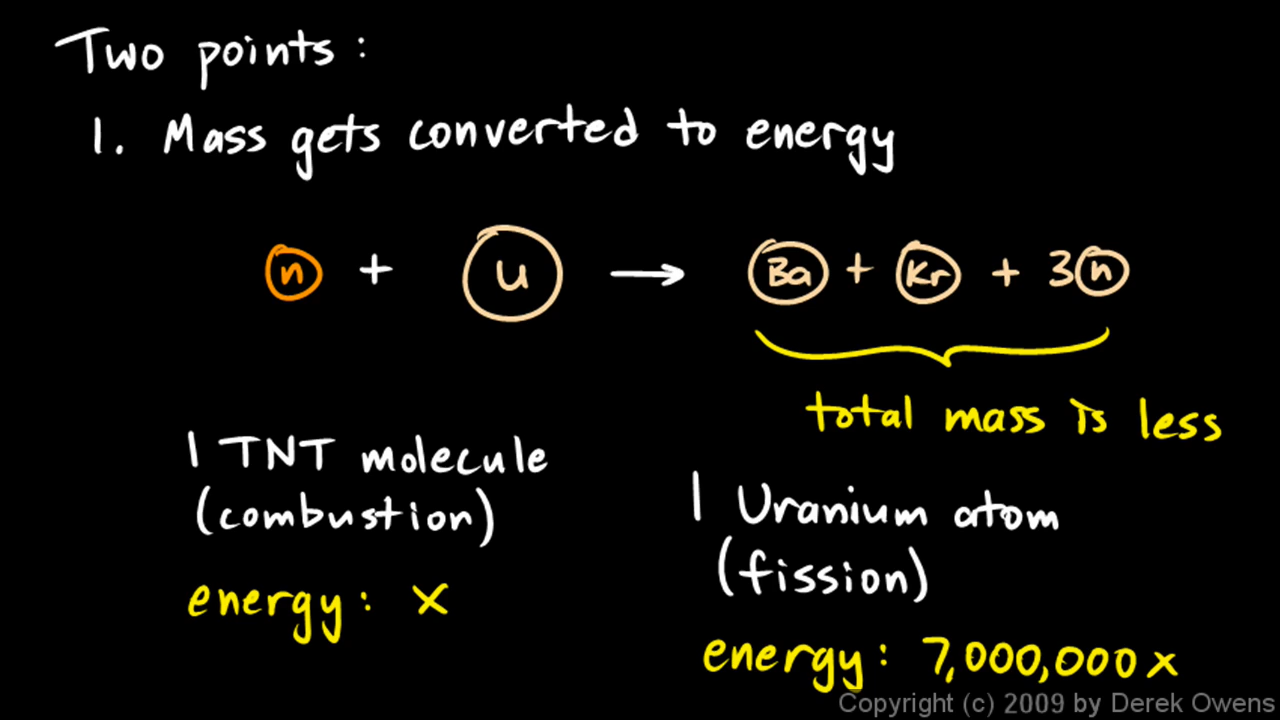 Two points:
1. Mass gets converted to energy
n + U → Ba + Kr + 3n
total mass is less
1 TNT molecule
(combustion)
energy: x
1 Uranium atom
(fission)
energy: 7,000,000 x
Copyright (c) 2009 by Derek Owens